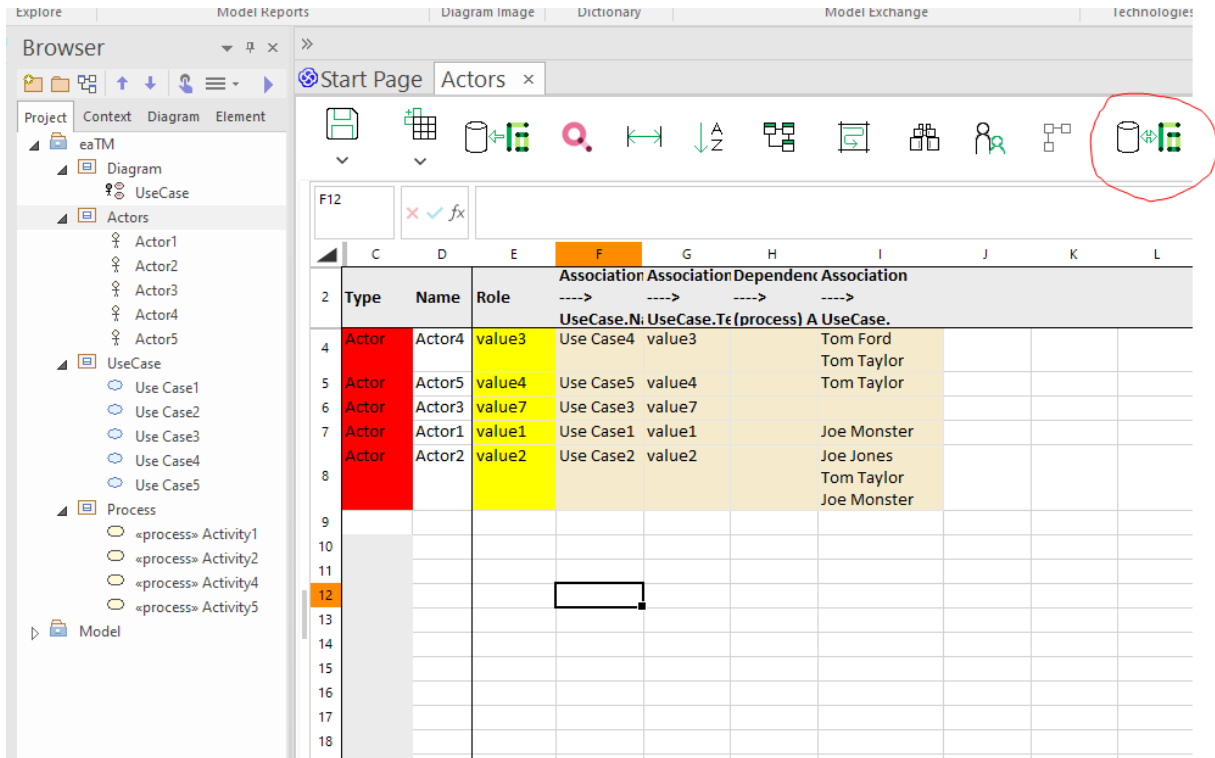 Explore Model Reports Diagram Image Dictionary Model Exchange Technologies
Browser
Start Page Actors ×
Project Context Diagram Element
eaTM
Diagram
UseCase
Actors
Actor1
Actor2
Actor3
Actor4
Actor5
UseCase
Use Case1
Use Case2
Use Case3
Use Case4
Use Case5
Process
«process» Activity1
«process» Activity2
«process» Activity4
«process» Activity5
Model
A
Z
F12
fx
C D E F G H I J K L
Association Association Dependenc Association
2 Type Name Role ----> ----> ----> ---->
UseCase.Na UseCase.Te (process) A UseCase.
4 Actor Actor4 value3 Use Case4 value3 Tom Ford
Tom Taylor
5 Actor Actor5 value4 Use Case5 value4 Tom Taylor
6 Actor Actor3 value7 Use Case3 value7
7 Actor Actor1 value1 Use Case1 value1 Joe Monster
8 Actor Actor2 value2 Use Case2 value2 Joe Jones
Tom Taylor
Joe Monster
9
10
11
12
13
14
15
16
17
18